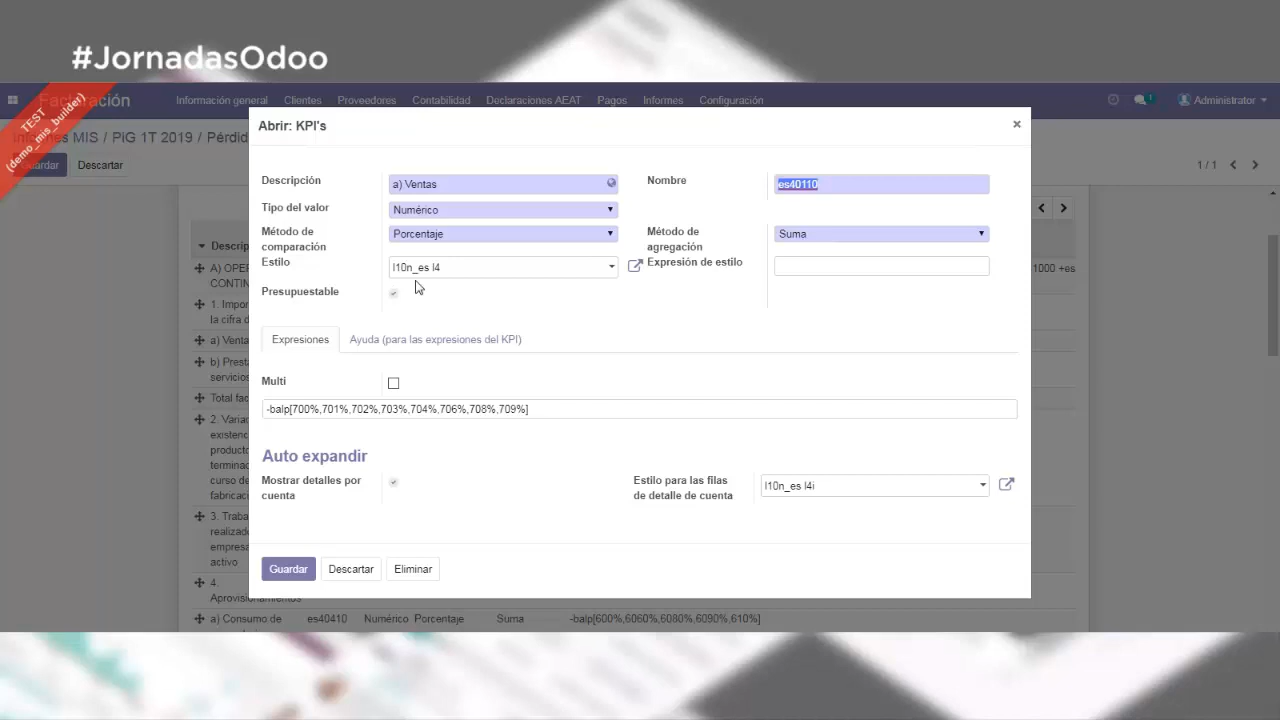 #JornadasOdoo
TEST
(demo_mis_builder)
Facturación
Información general
Clientes
Proveedores
Contabilidad
Declaraciones AEAT
Pagos
Informes
Configuración
1
Administrator
Informes MIS / PiG 1T 2019 / Pérdid
Guardar
Descartar
1 / 1
Abrir: KPI's
×
Descripción
a) Ventas
Nombre
es40110
Tipo del valor
Numérico
Método de
comparación
Porcentaje
Método de
agregación
Suma
Estilo
l10n_es l4
Expresión de estilo
Presupuestable
Expresiones
Ayuda (para las expresiones del KPI)
Multi
-balp[700%,701%,702%,703%,704%,706%,708%,709%]
Auto expandir
Mostrar detalles por
cuenta
Estilo para las filas
de detalle de cuenta
l10n_es l4i
Guardar
Descartar
Eliminar
Descrip
A) OPER
CONTIN
1000 +es
1. Impor
la cifra d
a) Venta
b) Prest
servicios
Total fac
2. Variac
existenc
producto
termina
curso de
fabricac
3. Traba
realizado
empresa
activo
4.
Aprovisionamientos
a) Consumo de
es40410
Numérico
Porcentaje
Suma
-balp[600%,6060%,6080%,6090%,610%]